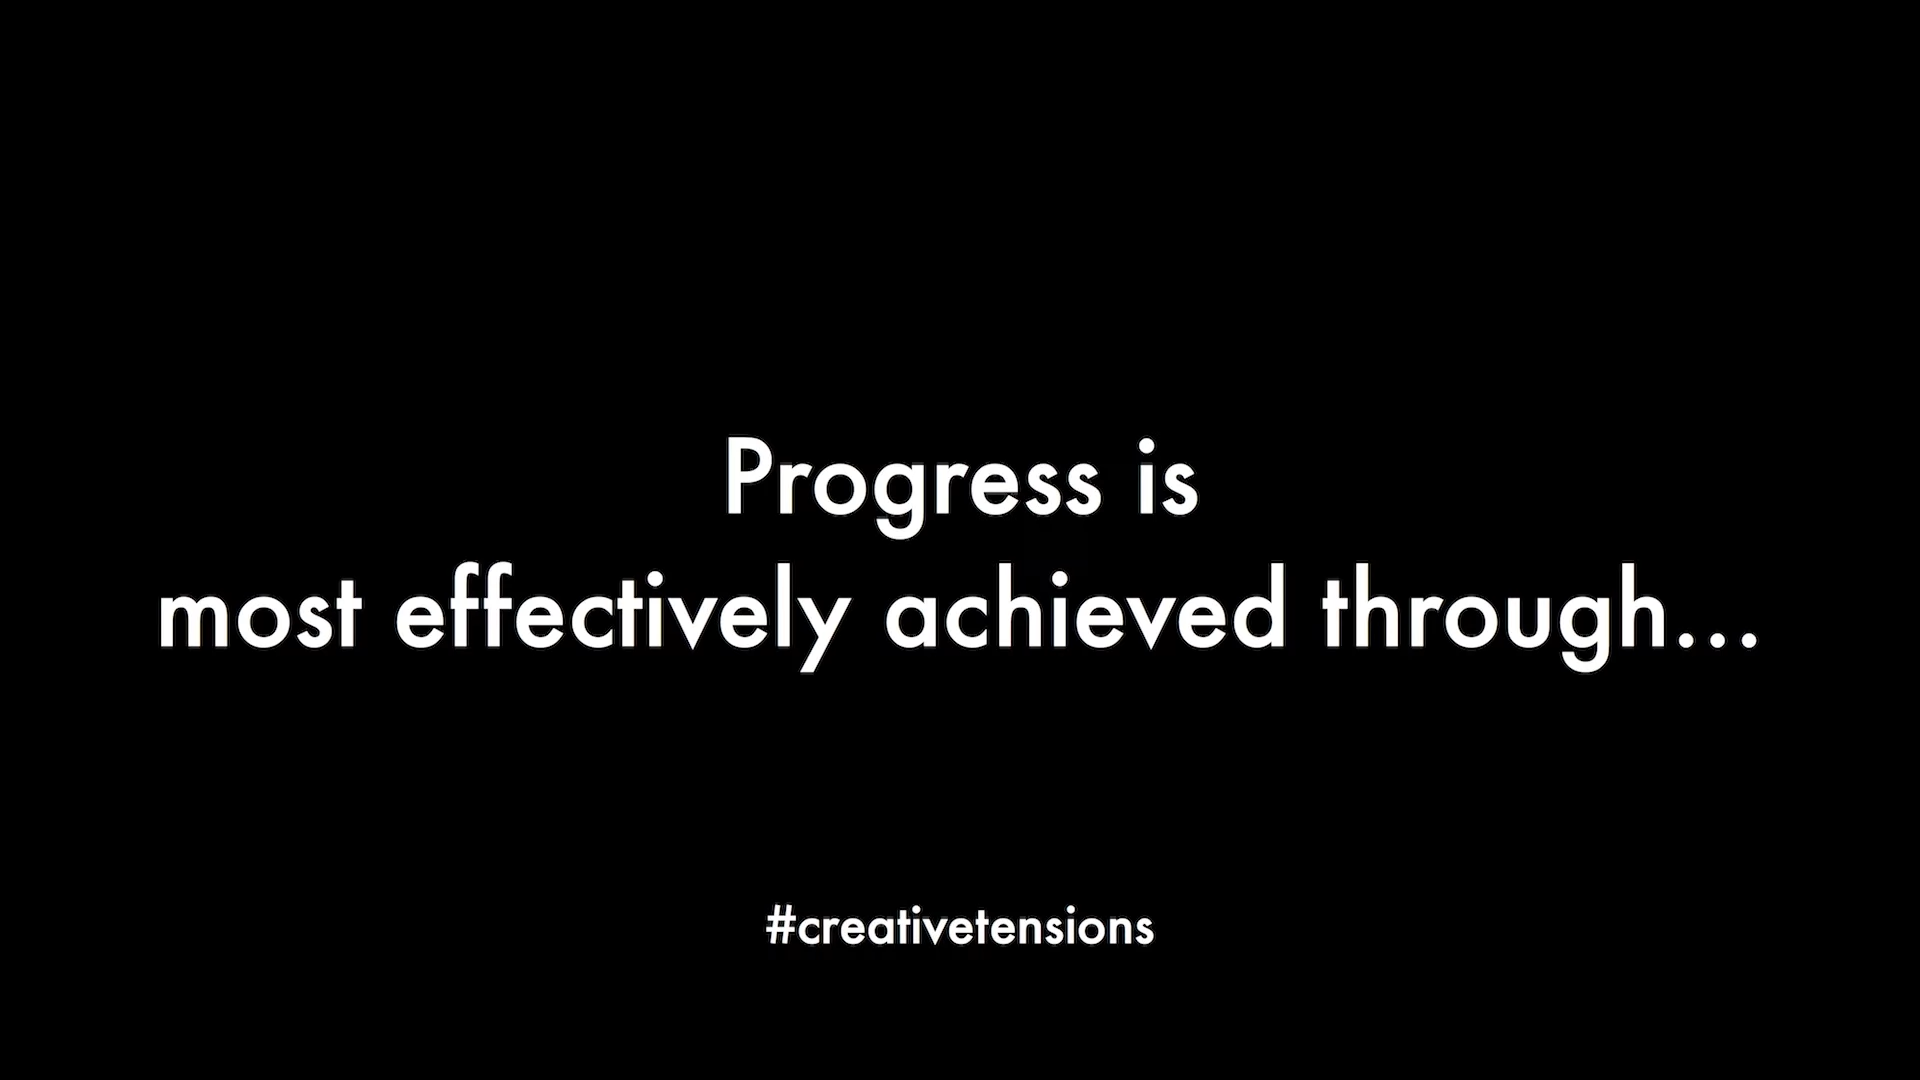 Progress is
most effectively achieved through...
#creativetensions